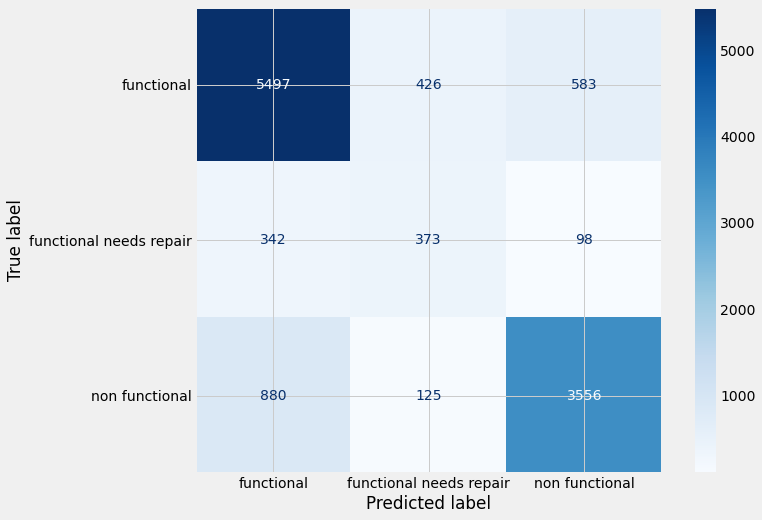 functional
5497 426 583
5000
4000
True label
functional needs repair
342 373 98
3000
2000
non functional
880 125 3556
1000
functional functional needs repair non functional
Predicted label